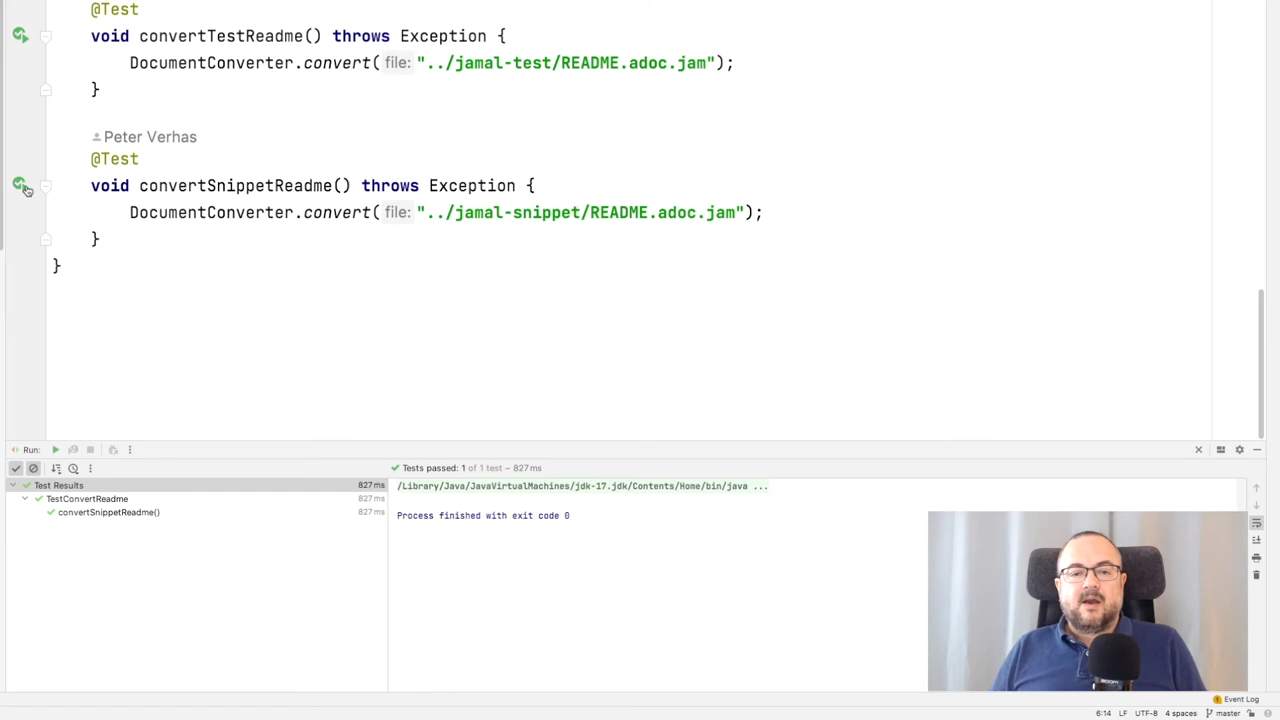 @Test
void convertTestReadme() throws Exception {
DocumentConverter.convert( file: "../jamal-test/README.adoc.jam");
}
Peter Verhas
@Test
void convertSnippetReadme() throws Exception {
DocumentConverter.convert( file: "../jamal-snippet/README.adoc.jam");
}
}
Run:
Tests passed: 1 of 1 test – 827 ms
Test Results 827 ms
/Library/Java/JavaVirtualMachines/jdk-17.jdk/Contents/Home/bin/java ...
TestConvertReadme 827 ms
convertSnippetReadme() 827 ms
Process finished with exit code 0
zoom
Event Log
6:14 LF UTF-8 4 spaces master